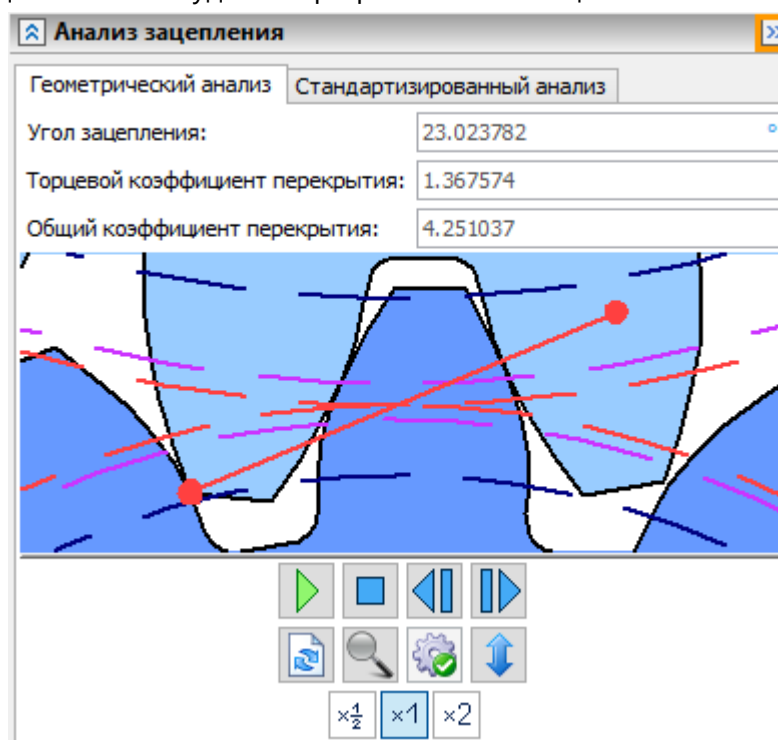 Анализ зацепления
Геометрический анализ Стандартизированный анализ
Угол зацепления: 23.023782 °
Торцевой коэффициент перекрытия: 1.367574
Общий коэффициент перекрытия: 4.251037
×½ ×1 ×2